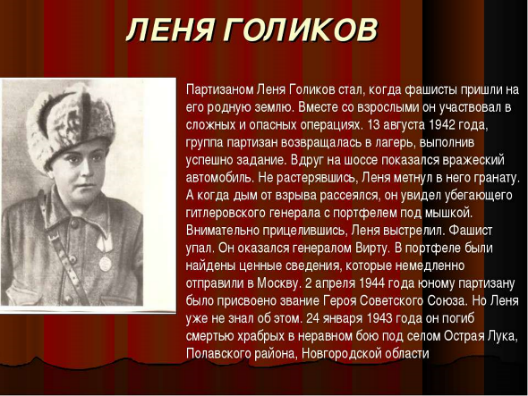 ЛЕНЯ ГОЛИКОВ
Партизаном Леня Голиков стал, когда фашисты пришли на
его родную землю. Вместе со взрослыми он участвовал в
сложных и опасных операциях. 13 августа 1942 года,
группа партизан возвращалась в лагерь, выполнив
успешно задание. Вдруг на шоссе показался вражеский
автомобиль. Не растерявшись, Леня метнул в него гранату.
А когда дым от взрыва рассеялся, он увидел убегающего
гитлеровского генерала с портфелем под мышкой.
Внимательно прицелившись, Леня выстрелил. Фашист
упал. Он оказался генералом Вирту. В портфеле были
найдены ценные сведения, которые немедленно
отправили в Москву. 2 апреля 1944 года юному партизану
было присвоено звание Героя Советского Союза. Но Леня
уже не знал об этом. 24 января 1943 года он погиб
смертью храбрых в неравном бою под селом Острая Лука,
Полавского района, Новгородской области